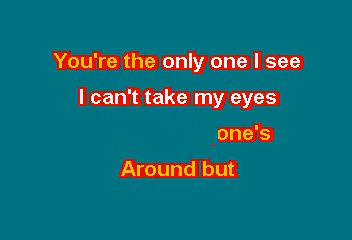 You're the only one I see
I can't take my eyes
one's
Around but